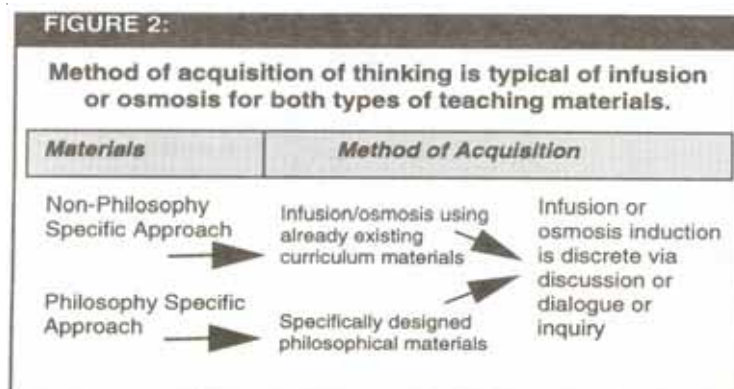 FIGURE 2:
Method of acquisition of thinking is typical of infusion
or osmosis for both types of teaching materials.
Materials
Method of Acquisition
Non-Philosophy
Specific Approach
Infusion/osmosis using
already existing
curriculum materials
Infusion or
osmosis induction
is discrete via
discussion or
dialogue or
inquiry
Philosophy Specific
Approach
Specifically designed
philosophical materials